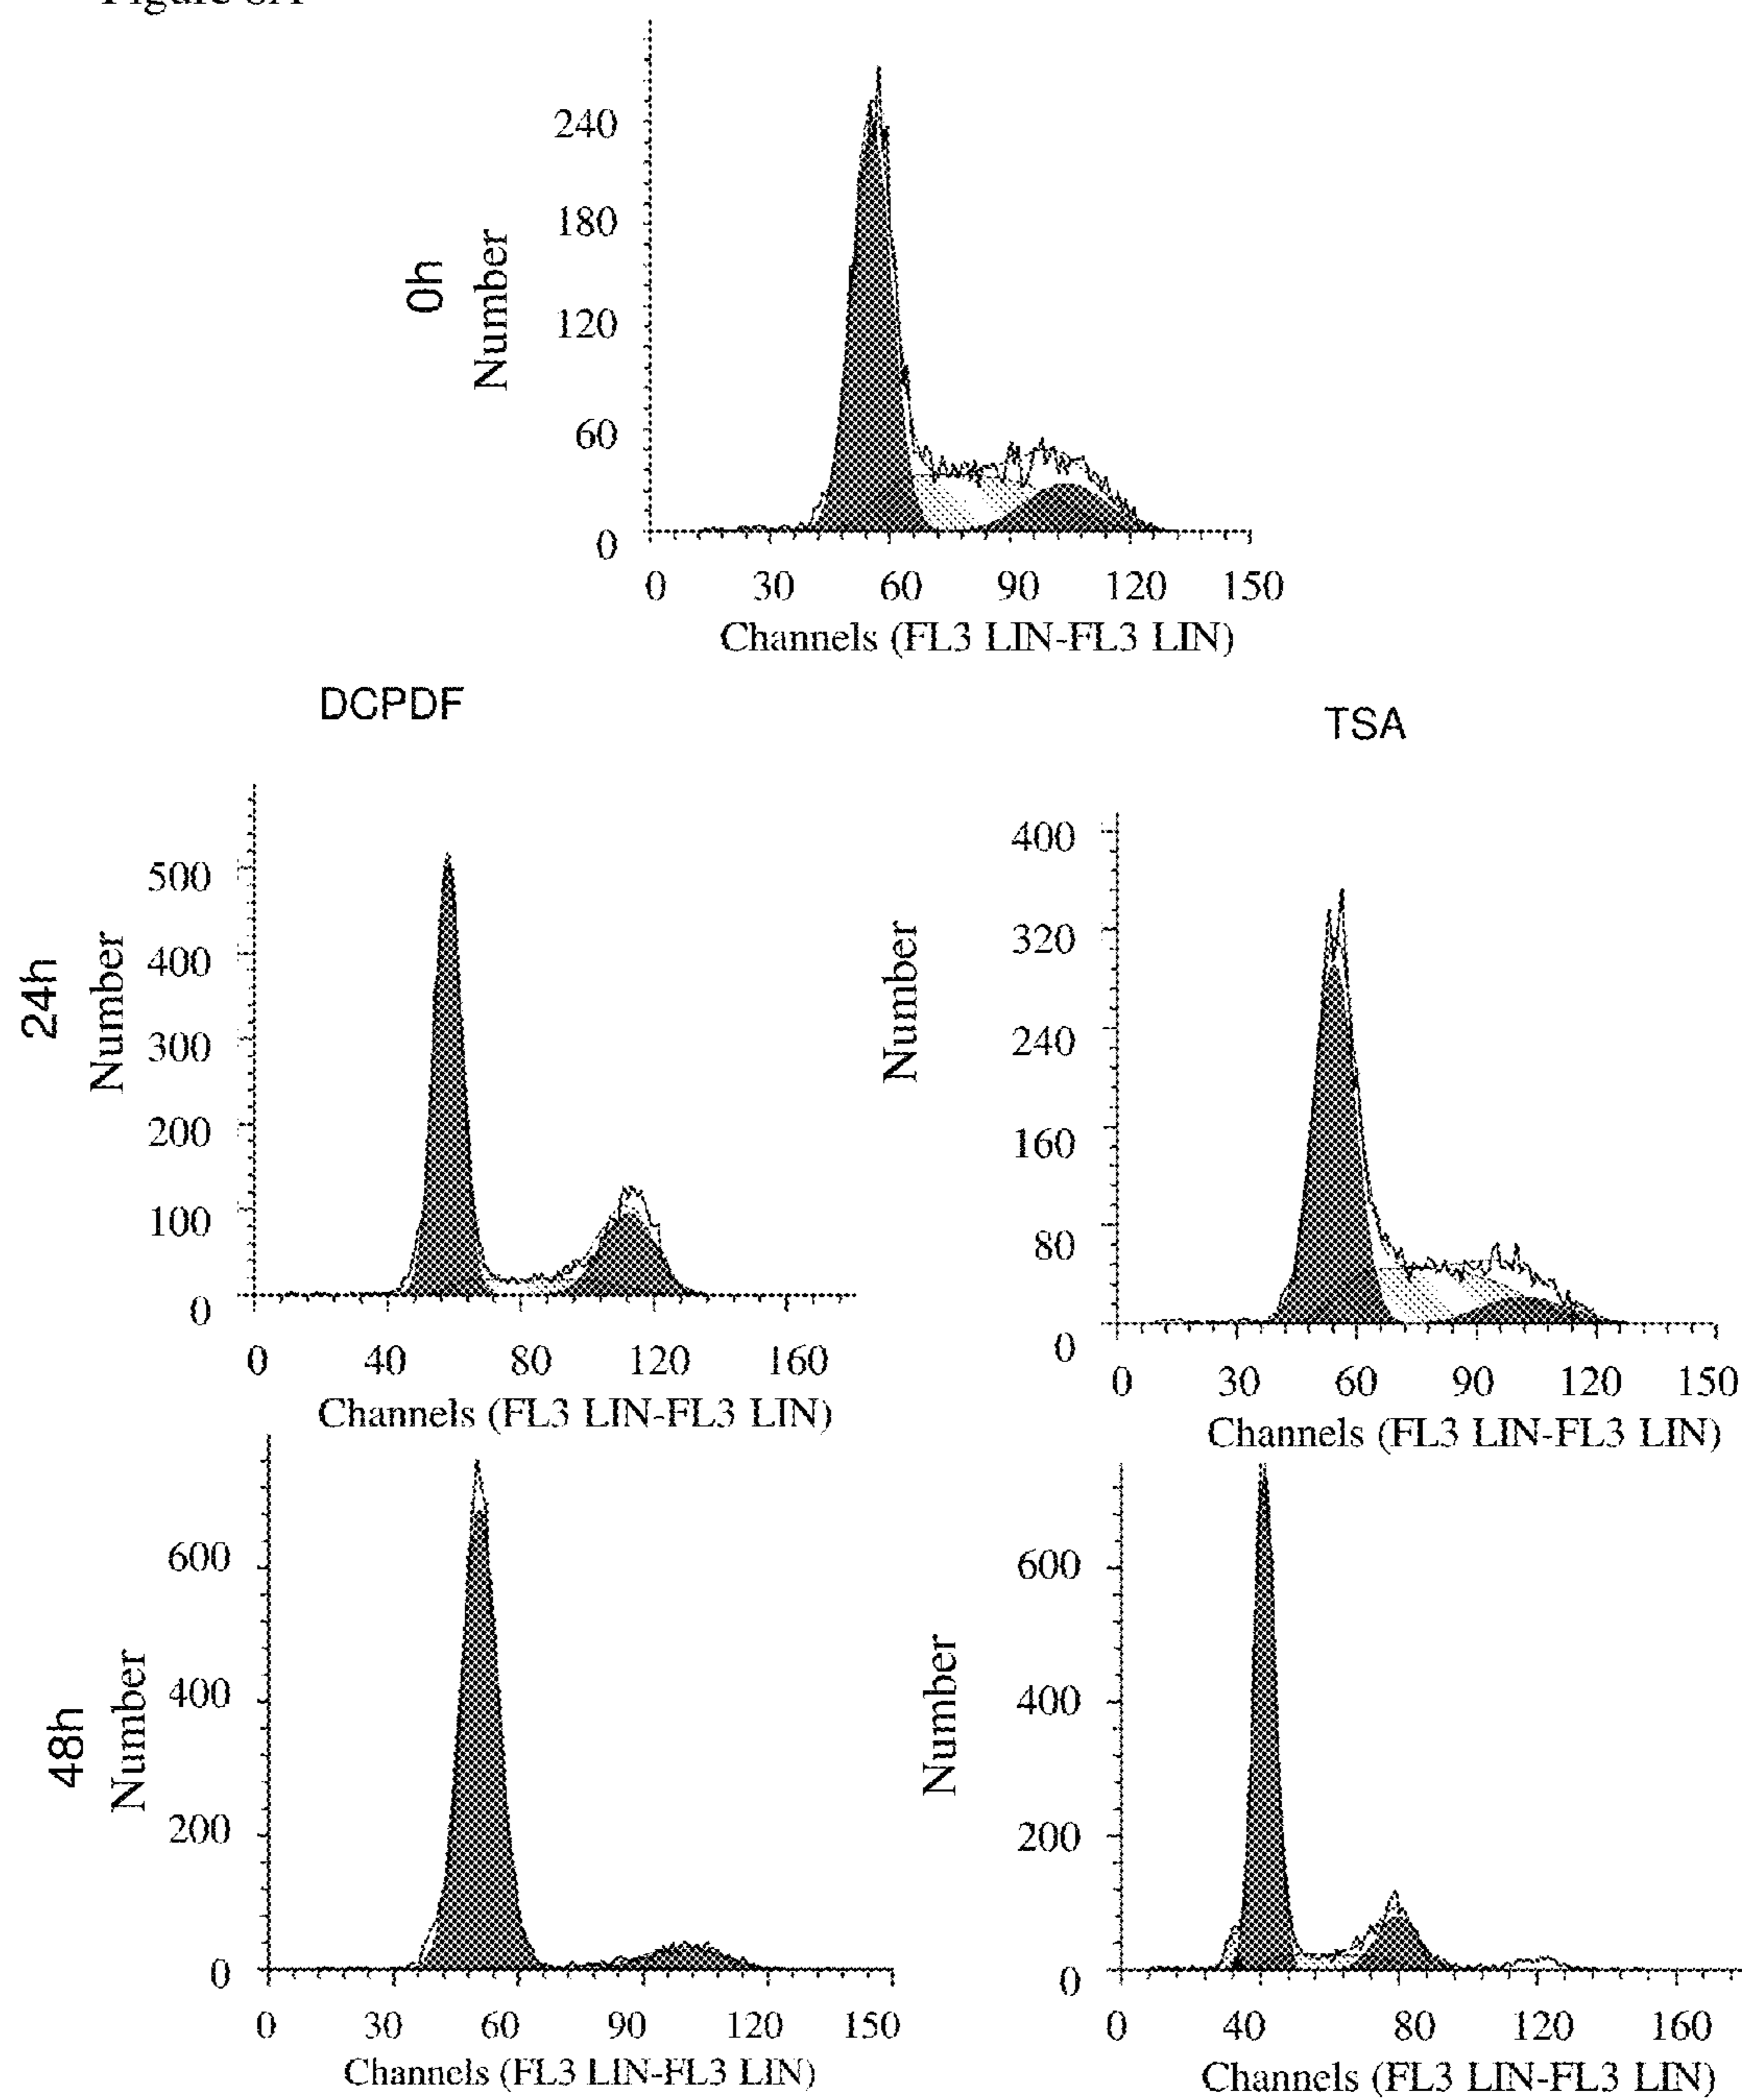 0h
Number
240
180
120
60
0
0 30 60 90 120 150
Channels (FL3 LIN-FL3 LIN)
DCPDF
TSA
24h
Number
500
400
300
200
100
0
0 40 80 120 160
Channels (FL3 LIN-FL3 LIN)
Number
400
320
240
160
80
0
0 30 60 90 120 150
Channels (FL3 LIN-FL3 LIN)
48h
Number
600
400
200
0
0 30 60 90 120 150
Channels (FL3 LIN-FL3 LIN)
Number
600
400
200
0
0 40 80 120 160
Channels (FL3 LIN-FL3 LIN)